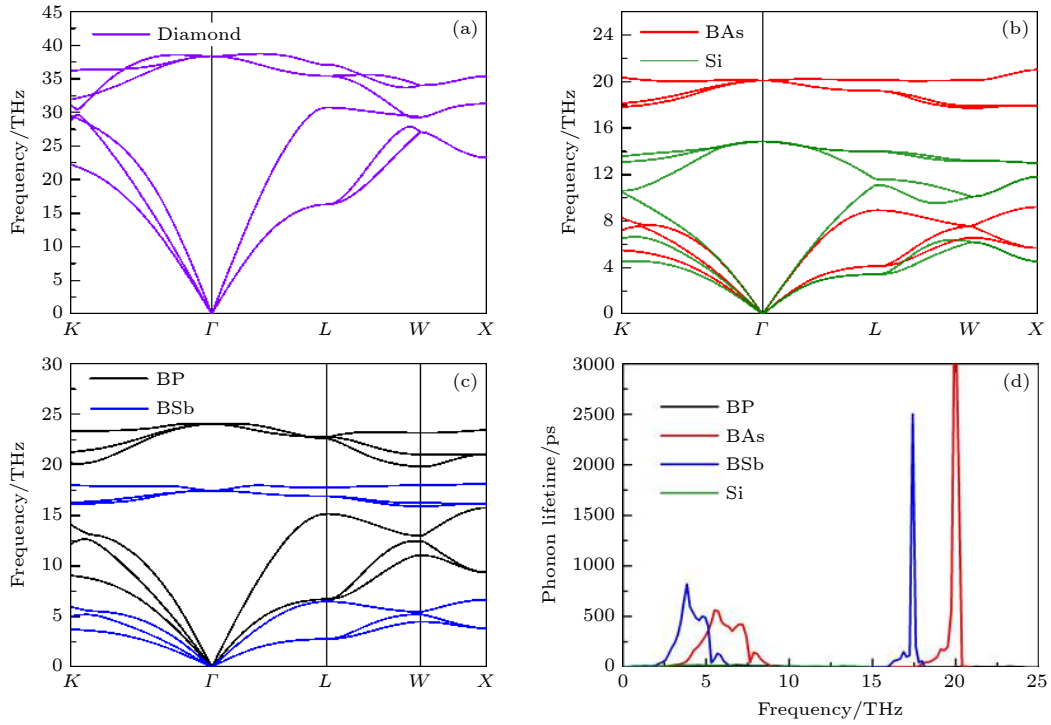 45
40
35
30
25
20
15
10
5
0
Frequency/THz
Diamond
(a)
K Γ L W X
24
20
16
12
8
4
0
Frequency/THz
BAs
Si
(b)
K Γ L W X
30
25
20
15
10
5
0
Frequency/THz
BP
BSb
(c)
K Γ L W X
3000
2500
2000
1500
1000
500
0
Phonon lifetime/ps
BP
BAs
BSb
Si
(d)
0 5 10 15 20 25
Frequency/THz